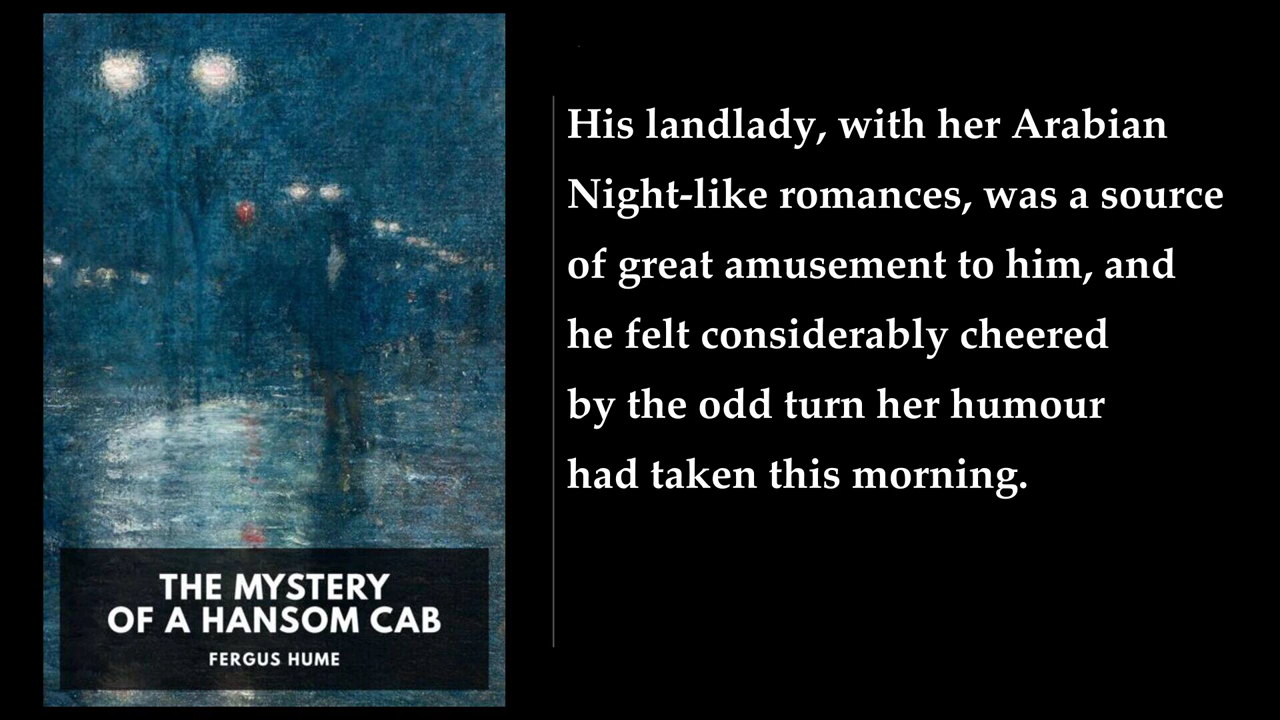 His landlady, with her Arabian
Night-like romances, was a source
of great amusement to him, and
he felt considerably cheered
by the odd turn her humour
had taken this morning.
THE MYSTERY
OF A HANSOM CAB
FERGUS HUME